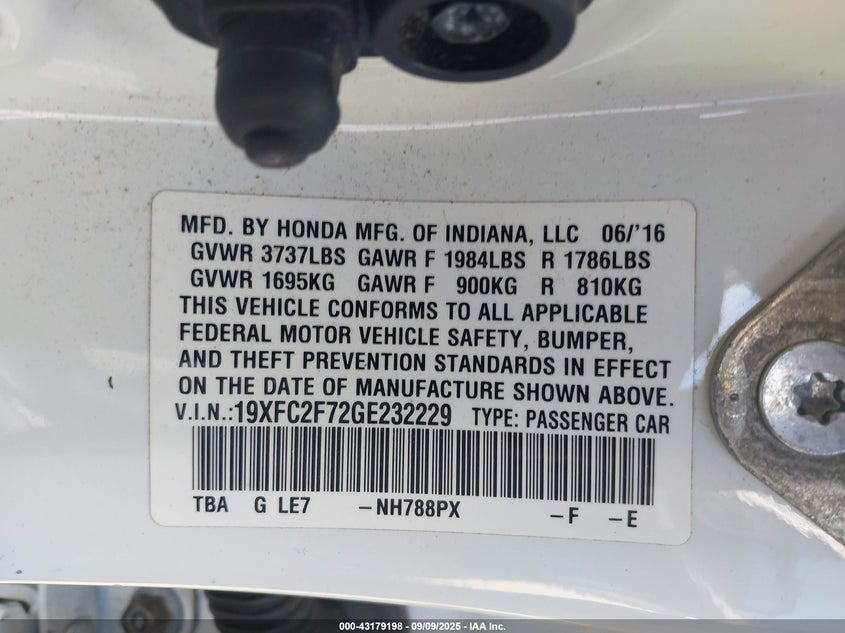 MFD. BY HONDA MFG. OF INDIANA, LLC 06/'16
GVWR 3737LBS GAWR F 1984LBS R 1786LBS
GVWR 1695KG GAWR F 900KG R 810KG
THIS VEHICLE CONFORMS TO ALL APPLICABLE
FEDERAL MOTOR VEHICLE SAFETY, BUMPER,
AND THEFT PREVENTION STANDARDS IN EFFECT
ON THE DATE OF MANUFACTURE SHOWN ABOVE.
V.I.N.:19XFC2F72GE232229 TYPE: PASSENGER CAR
TBA G LE7 -NH788PX -F -E
000-43179198 - 09/09/2025 - IAA Inc.